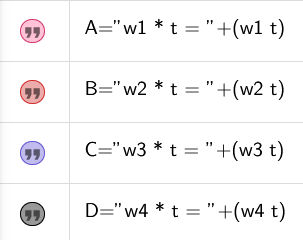 A=”w1 * t = ”+(w1 t)
B=”w2 * t = ”+(w2 t)
C=”w3 * t = ”+(w3 t)
D=”w4 * t = ”+(w4 t)